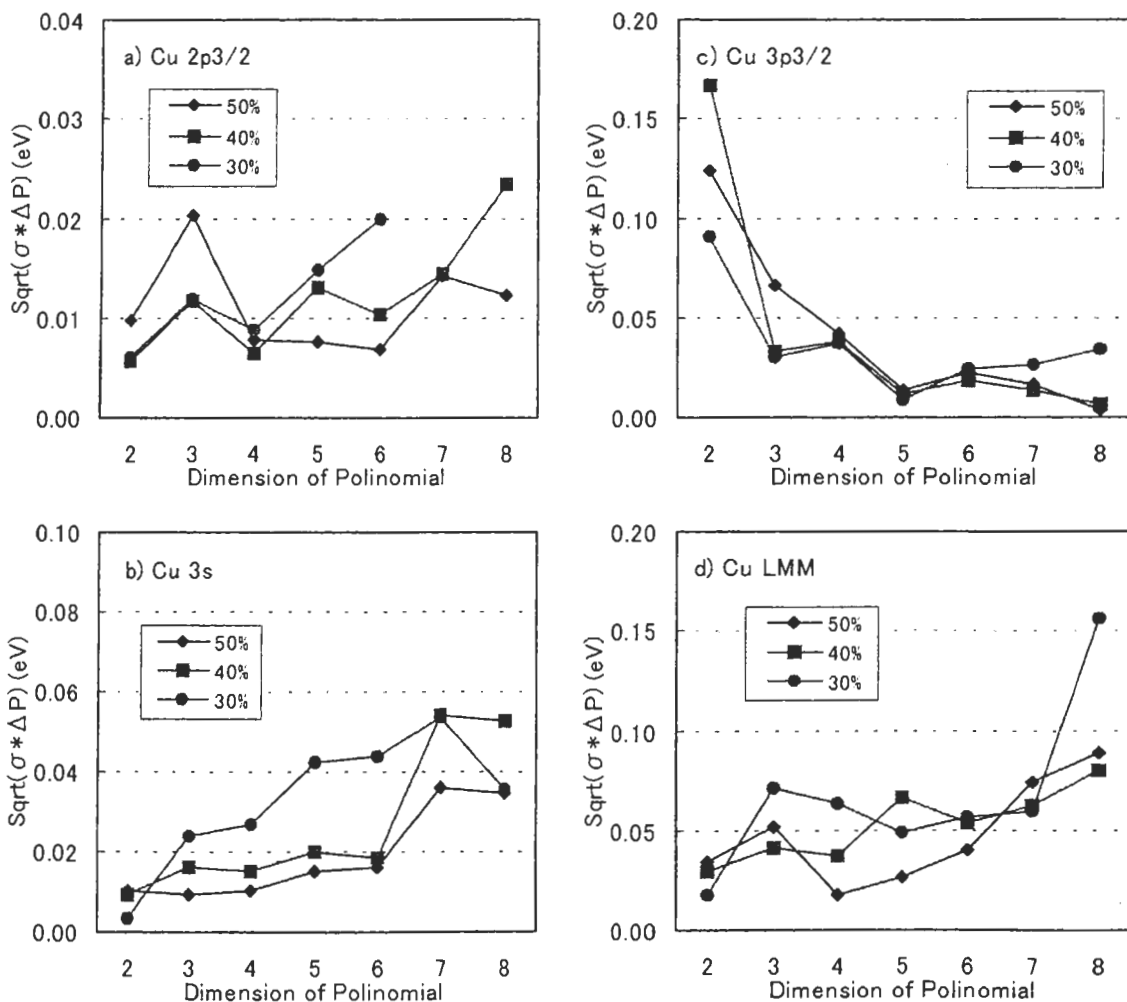 a) Cu 2p3/2
50%
40%
30%
0.04
0.03
0.02
0.01
0.00
Sqrt(σ*ΔP) (eV)
2 3 4 5 6 7 8
Dimension of Polinomial
c) Cu 3p3/2
50%
40%
30%
0.20
0.15
0.10
0.05
0.00
Sqrt(σ*ΔP) (eV)
2 3 4 5 6 7 8
Dimension of Polinomial
b) Cu 3s
50%
40%
30%
0.10
0.08
0.06
0.04
0.02
0.00
Sqrt(σ*ΔP) (eV)
2 3 4 5 6 7 8
Dimension of Polinomial
d) Cu LMM
50%
40%
30%
0.20
0.15
0.10
0.05
0.00
Sqrt(σ*ΔP) (eV)
2 3 4 5 6 7 8
Dimension of Polinomial